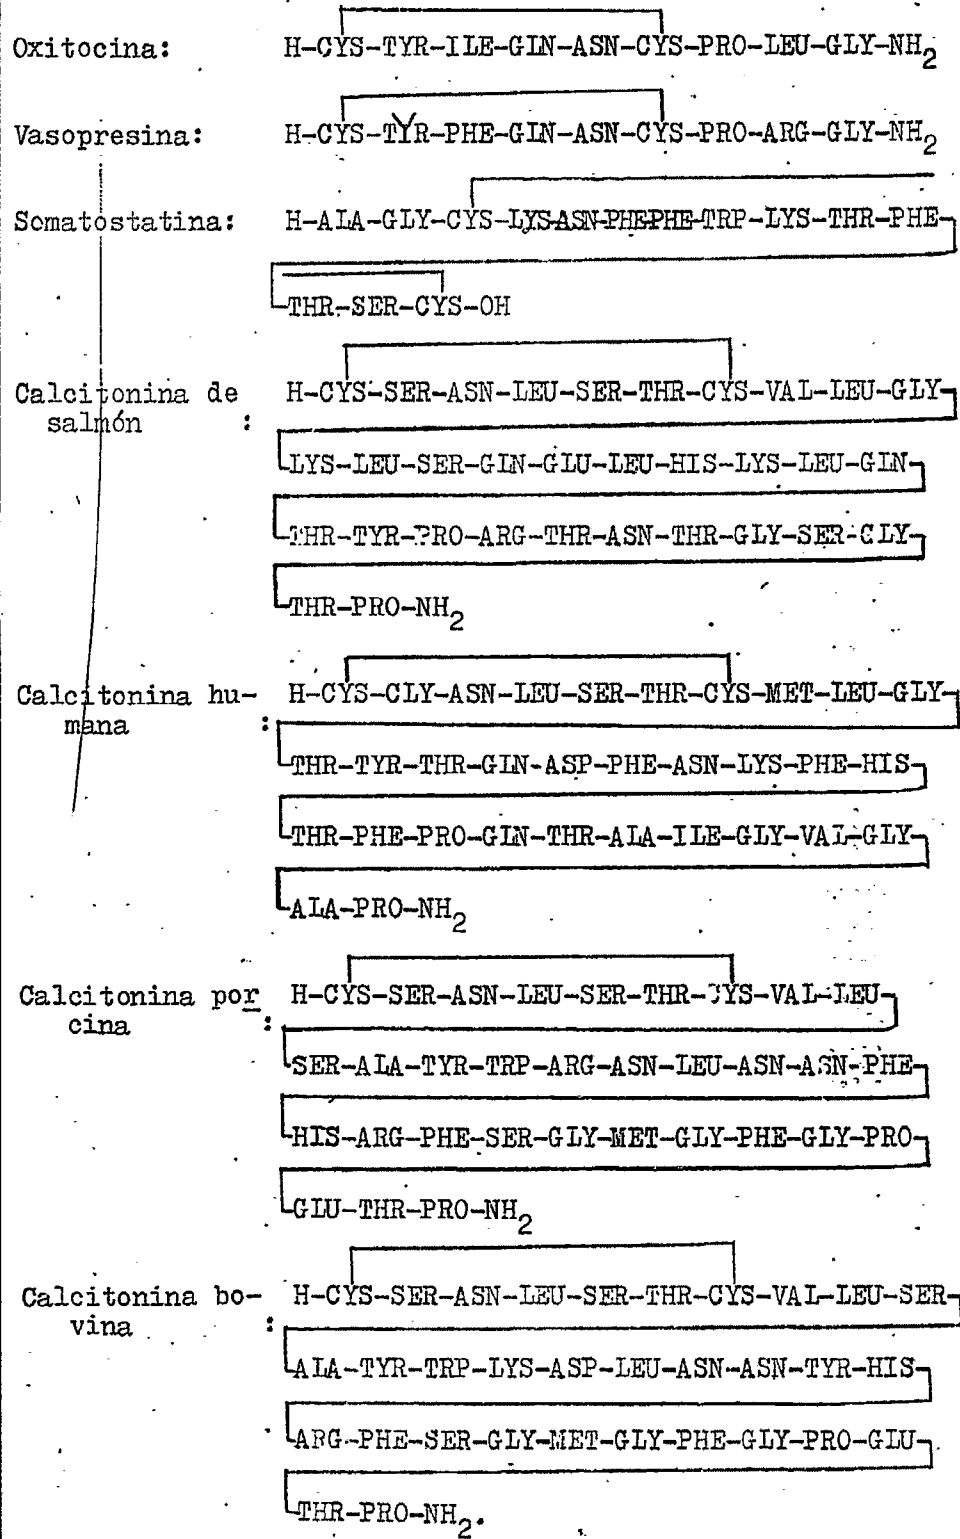 Oxitocina: H-CYS-TYR-ILE-GLN-ASN-CYS-PRO-LEU-GLY-NH2
Vasopresina: H-CYS-TYR-PHE-GLN-ASN-CYS-PRO-ARG-GLY-NH2
Somatostatina: H-ALA-GLY-CYS-LYS-ASN-PHE-PHE-TRP-LYS-THR-PHE
THR-SER-CYS-OH
Calcitonina de H-CYS-SER-ASN-LEU-SER-THR-CYS-VAL-LEU-GLY
salmón :
LYS-LEU-SER-GLN-GLU-LEU-HIS-LYS-LEU-GLN
THR-TYR-PRO-ARG-THR-ASN-THR-GLY-SER-GLY
THR-PRO-NH2
Calcitonina hu- H-CYS-CLY-ASN-LEU-SER-THR-CYS-MET-LEU-GLY
mana :
THR-TYR-THR-GLN-ASP-PHE-ASN-LYS-PHE-HIS
THR-PHE-PRO-GLN-THR-ALA-ILE-GLY-VAL-GLY
ALA-PRO-NH2
Calcitonina por H-CYS-SER-ASN-LEU-SER-THR-CYS-VAL-LEU
cina :
SER-ALA-TYR-TRP-ARG-ASN-LEU-ASN-ASN-PHE
HIS-ARG-PHE-SER-GLY-MET-GLY-PHE-GLY-PRO
GLU-THR-PRO-NH2
Calcitonina bo- H-CYS-SER-ASN-LEU-SER-THR-CYS-VAL-LEU-SER
vina :
ALA-TYR-TRP-LYS-ASP-LEU-ASN-ASN-TYR-HIS
ARG-PHE-SER-GLY-MET-GLY-PHE-GLY-PRO-GLU
THR-PRO-NH2.